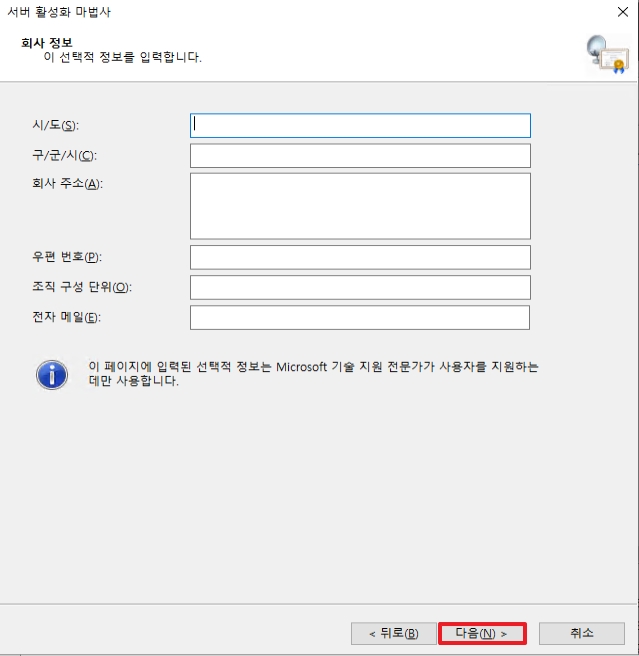 서버 활성화 마법사
회사 정보
이 선택적 정보를 입력합니다.
시/도(S):
구/군/시(C):
회사 주소(A):
우편 번호(P):
조직 구성 단위(O):
전자 메일(E):
이 페이지에 입력된 선택적 정보는 Microsoft 기술 지원 전문가가 사용자를 지원하는
데만 사용합니다.
< 뒤로(B)
다음(N) >
취소